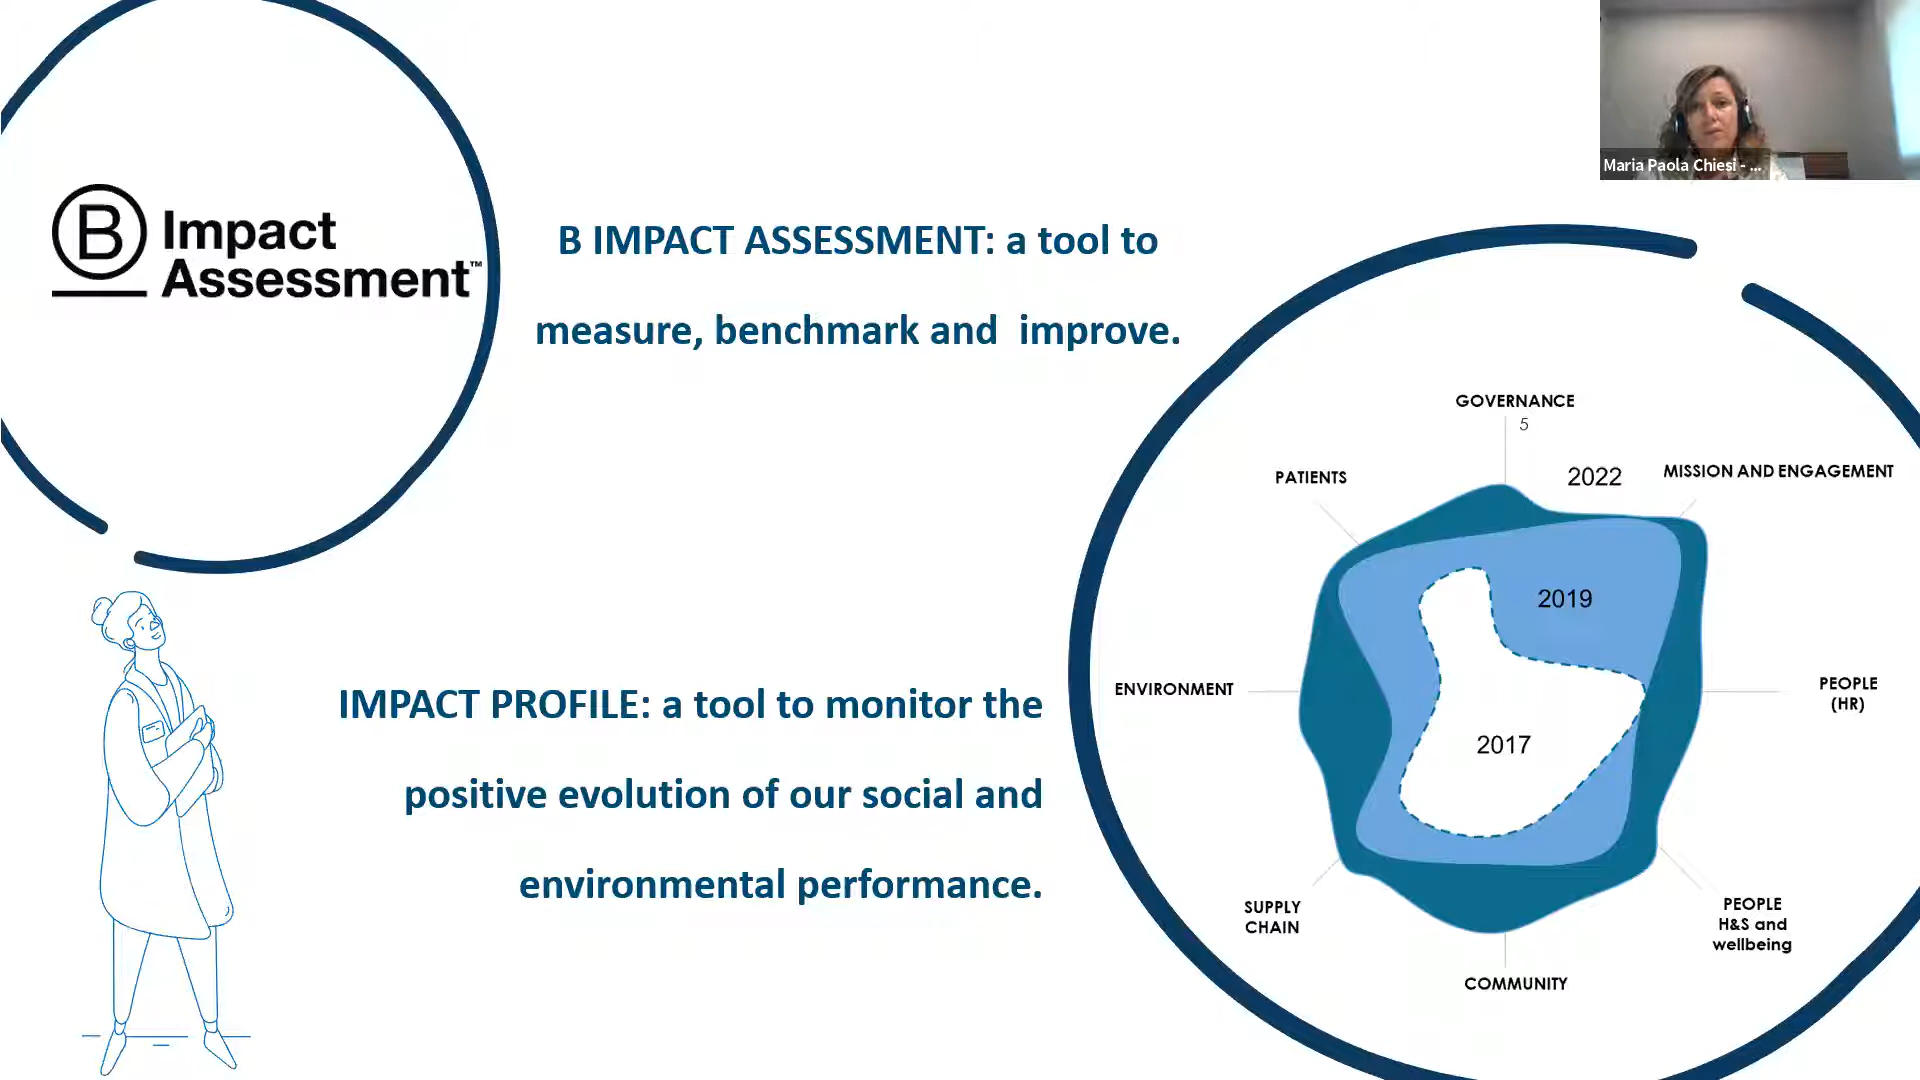 Maria Paola Chiesi - ...
B Impact
Assessment™
B IMPACT ASSESSMENT: a tool to
measure, benchmark and improve.
IMPACT PROFILE: a tool to monitor the
positive evolution of our social and
environmental performance.
GOVERNANCE
5
2022
MISSION AND ENGAGEMENT
PATIENTS
2019
ENVIRONMENT
PEOPLE
(HR)
2017
SUPPLY
CHAIN
PEOPLE
H&S and
wellbeing
COMMUNITY